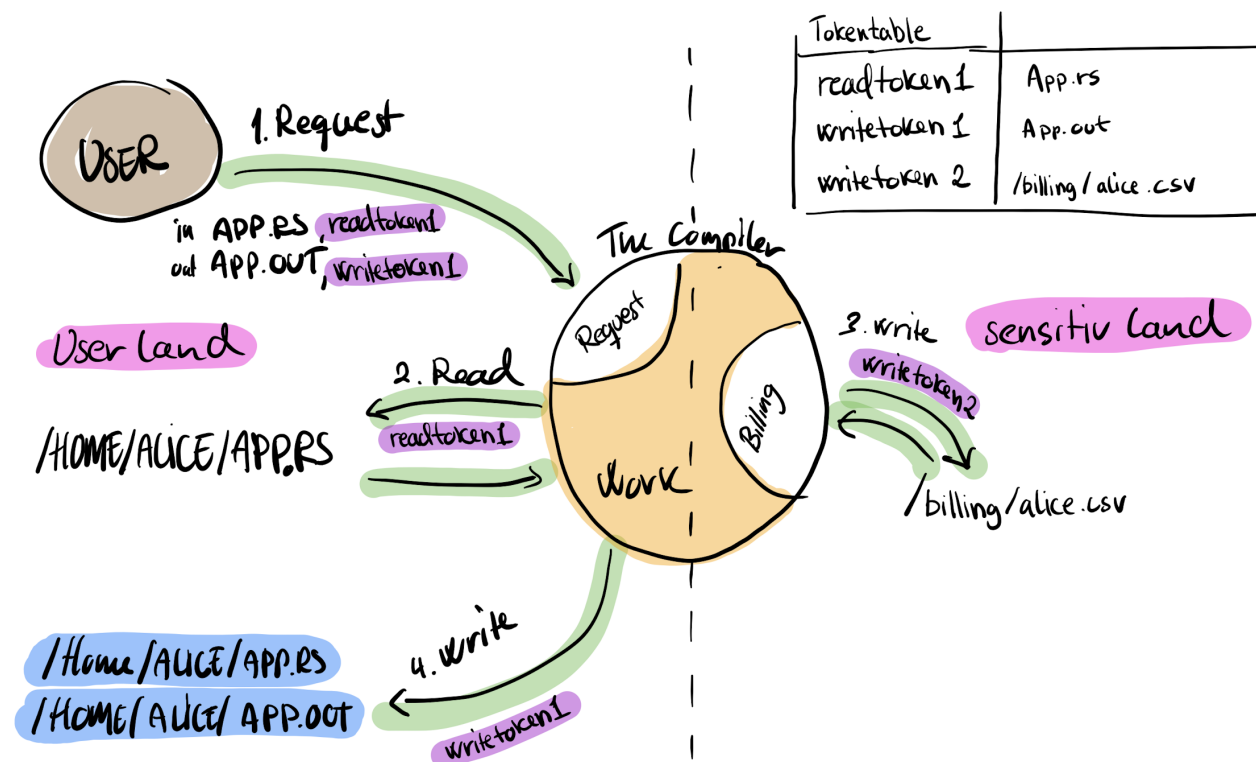 Tokentable
readtoken1 App.rs
writetoken1 App.out
writetoken 2 /billing/alice.csv
USER
1. Request
in APP.RS, readtoken1
out APP.OUT, writetoken1
The Compiler
Request
Billing
Work
User Land
sensitiv Land
2. Read
readtoken1
/HOME/ALICE/APP.RS
3. write
writetoken2
/billing/alice.csv
4. write
writetoken1
/Home/ALICE/APP.RS
/HOME/ALICE/APP.OUT